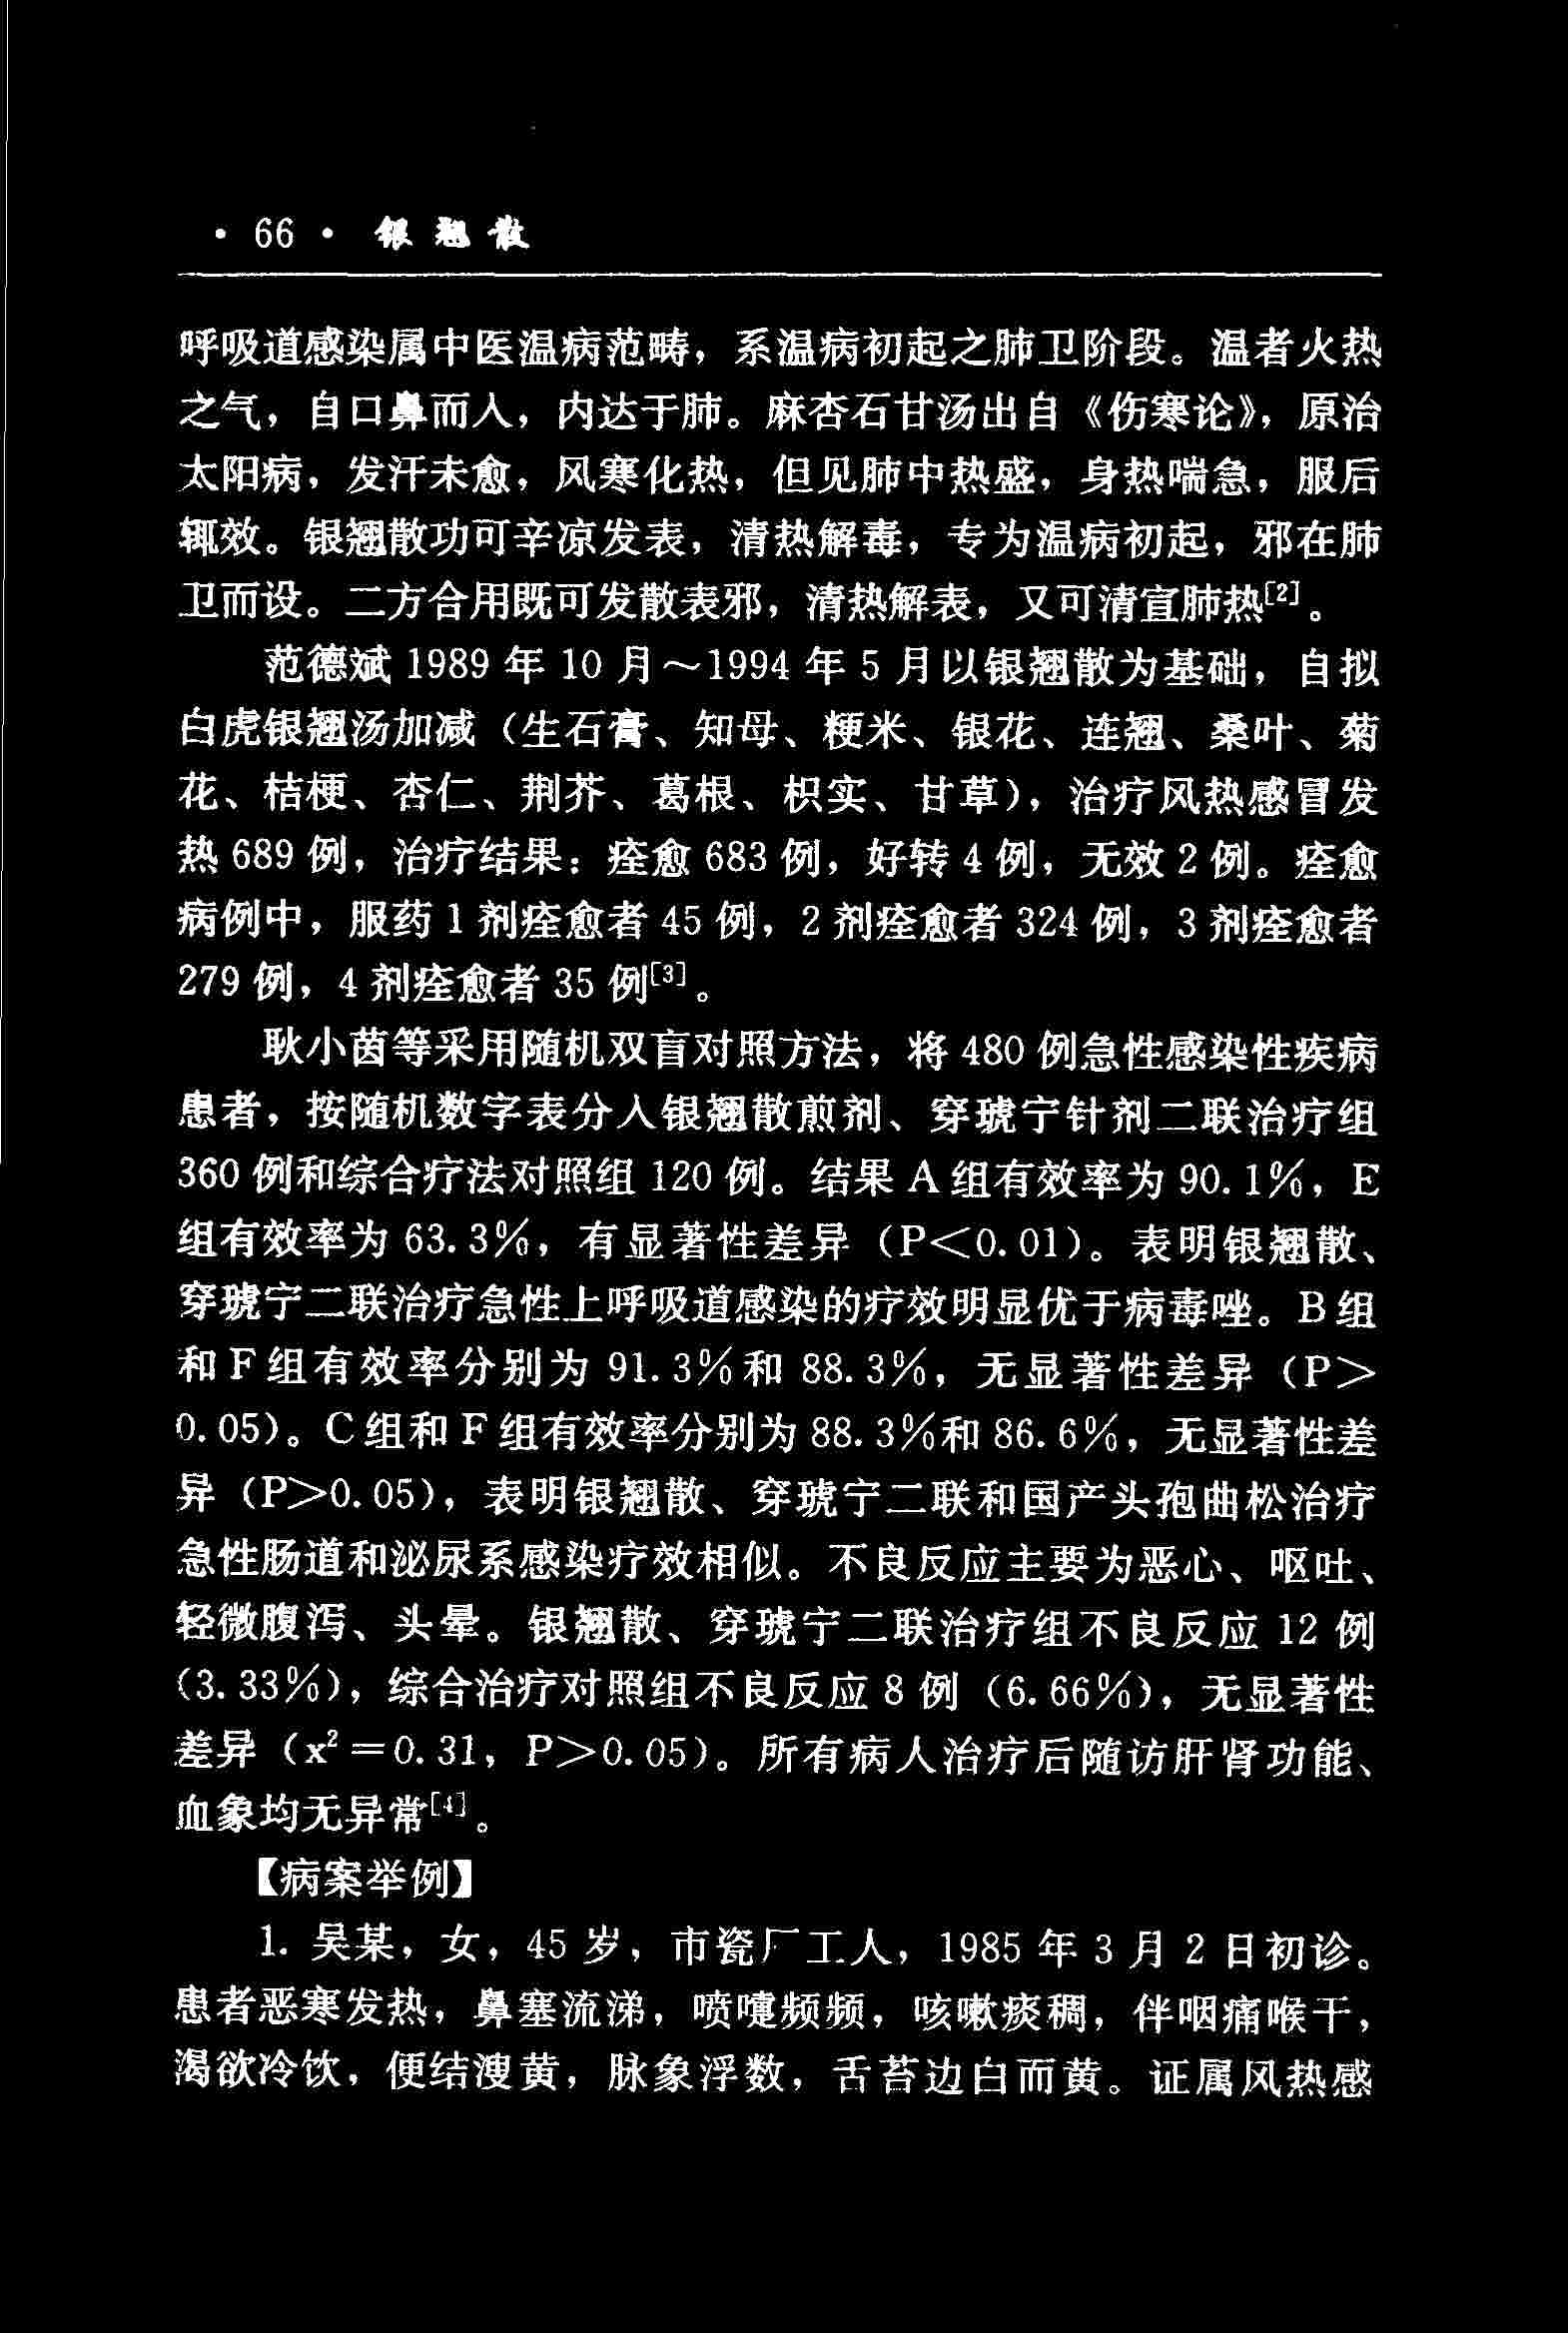 ·66· 银翘散
呼吸道感染属中医温病范畴，系温病初起之肺卫阶段。温者火热
之气，自口鼻而入，内达于肺。麻杏石甘汤出自《伤寒论》，原治
太阳病，发汗未愈，风寒化热，但见肺中热盛，身热喘急，服后
辄效。银翘散功可辛凉发表，清热解毒，专为温病初起，邪在肺
卫而设。二方合用既可发散表邪，清热解表，又可清宣肺热[2]。
范德斌 1989 年 10 月～1994 年 5 月以银翘散为基础，自拟
白虎银翘汤加减（生石膏、知母、粳米、银花、连翘、桑叶、菊
花、桔梗、杏仁、荆芥、葛根、枳实、甘草），治疗风热感冒发
热 689 例，治疗结果：痊愈 683 例，好转 4 例，无效 2 例。痊愈
病例中，服药 1 剂痊愈者 45 例，2 剂痊愈者 324 例，3 剂痊愈者
279 例，4 剂痊愈者 35 例[3]。
耿小茵等采用随机双盲对照方法，将 480 例急性感染性疾病
患者，按随机数字表分入银翘散煎剂、穿琥宁针剂二联治疗组
360 例和综合疗法对照组 120 例。结果 A 组有效率为 90.1%，E
组有效率为 63.3%，有显著性差异（P＜0.01）。表明银翘散、
穿琥宁二联治疗急性上呼吸道感染的疗效明显优于病毒唑。B 组
和 F 组有效率分别为 91.3%和 88.3%，无显著性差异（P＞
0.05）。C 组和 F 组有效率分别为 88.3%和 86.6%，无显著性差
异（P＞0.05），表明银翘散、穿琥宁二联和国产头孢曲松治疗
急性肠道和泌尿系感染疗效相似。不良反应主要为恶心、呕吐、
轻微腹泻、头晕。银翘散、穿琥宁二联治疗组不良反应 12 例
（3.33%），综合治疗对照组不良反应 8 例（6.66%），无显著性
差异（x²＝0.31，P＞0.05）。所有病人治疗后随访肝肾功能、
血象均无异常[4]。
【病案举例】
1. 吴某，女，45 岁，市瓷厂工人，1985 年 3 月 2 日初诊。
患者恶寒发热，鼻塞流涕，喷嚏频频，咳嗽痰稠，伴咽痛喉干，
渴欲冷饮，便结溲黄，脉象浮数，舌苔边白而黄。证属风热感